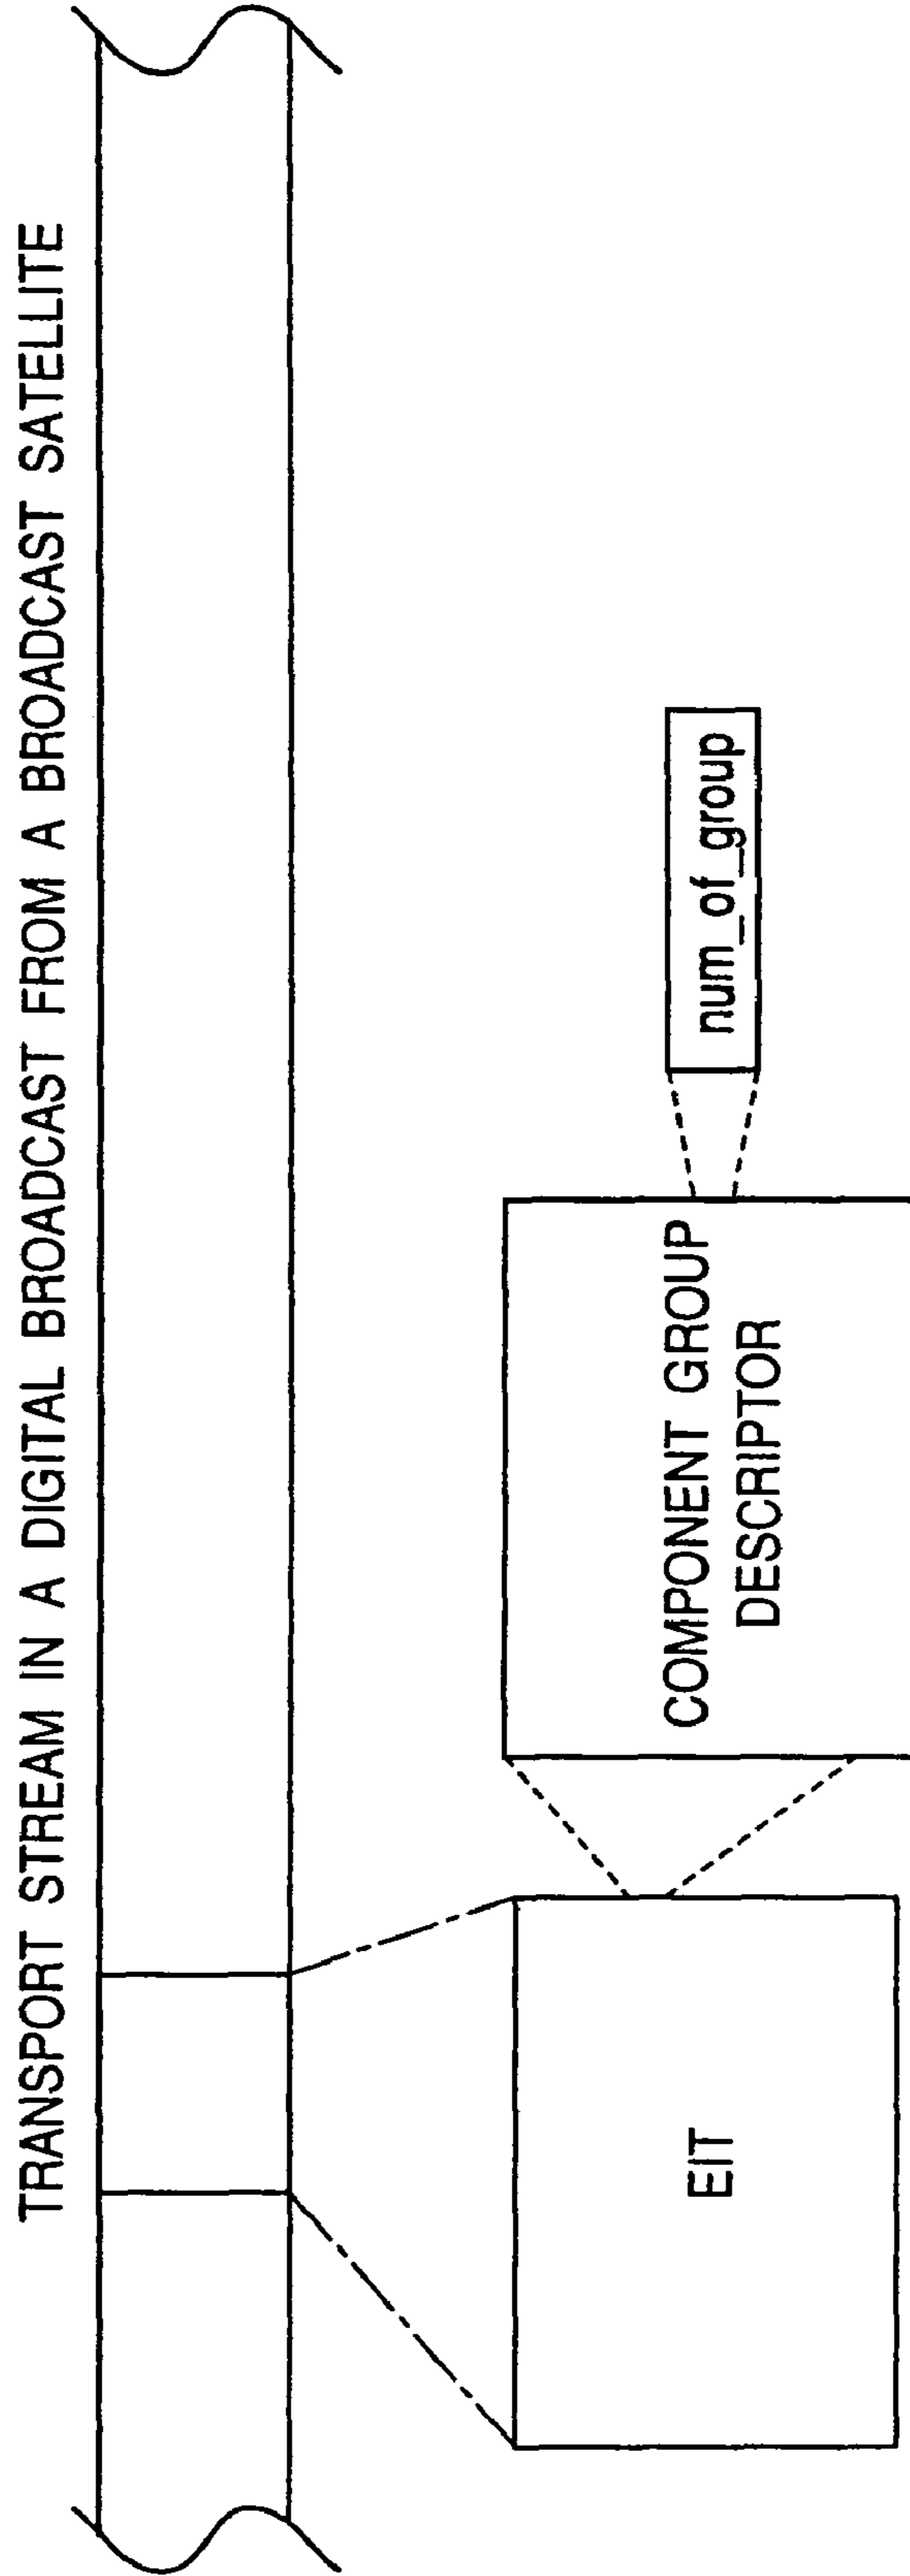 TRANSPORT STREAM IN A DIGITAL BROADCAST FROM A BROADCAST SATELLITE
EIT
COMPONENT GROUP
DESCRIPTOR
num_of_group